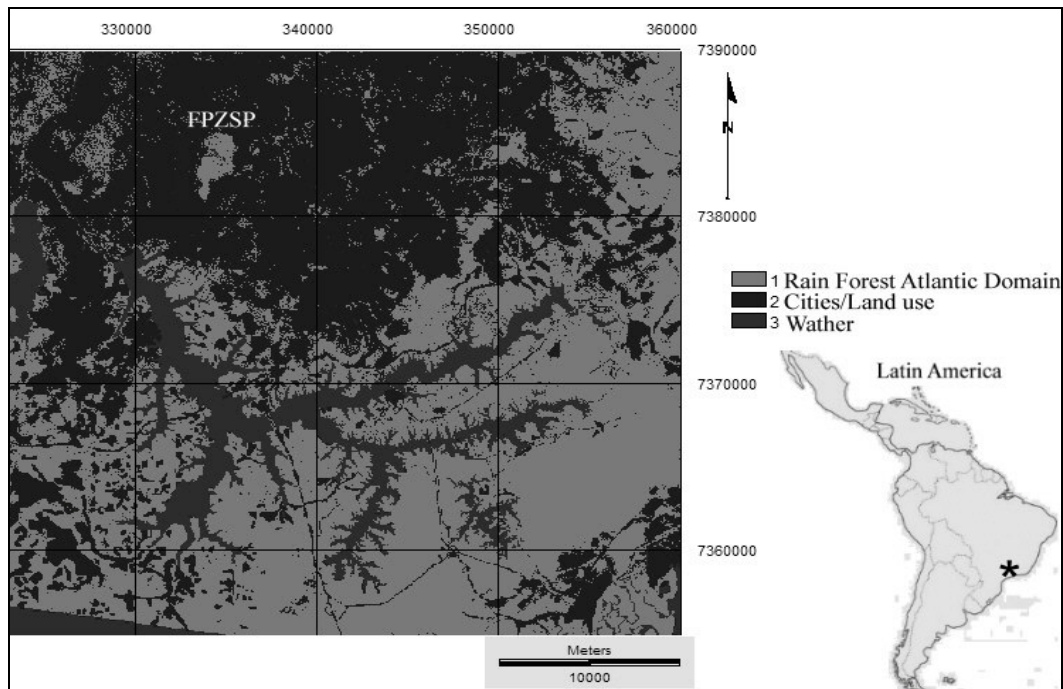 330000 340000 350000 360000
7390000
FPZSP
N
7380000
1 Rain Forest Atlantic Domain
2 Cities/Land use
3 Wather
7370000
Latin America
7360000
*
Meters
10000